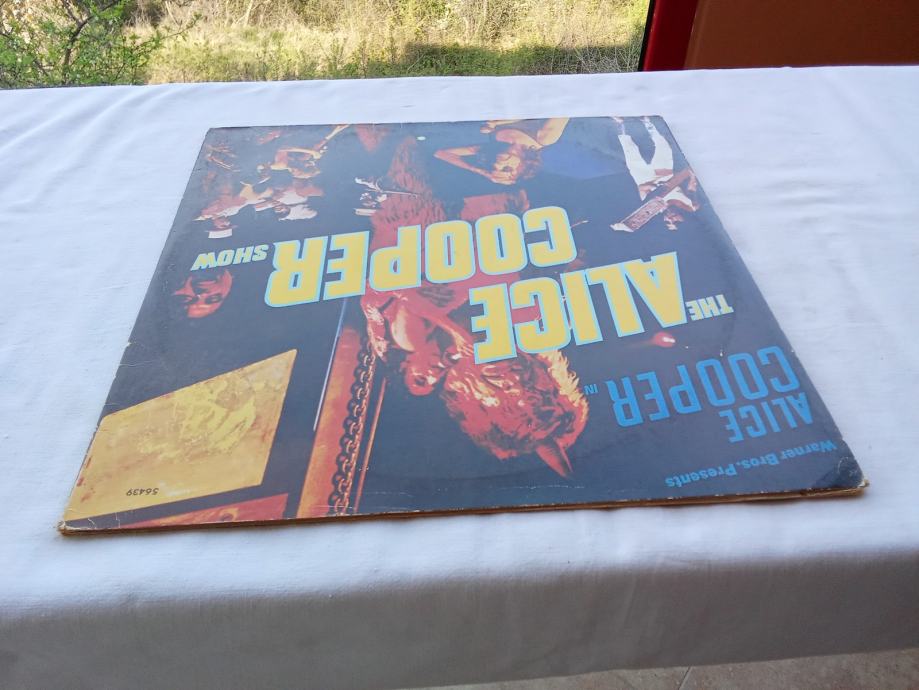 Warner Bros. Presents
ALICE
COOPER IN
THE ALICE
COOPER SHOW
56439